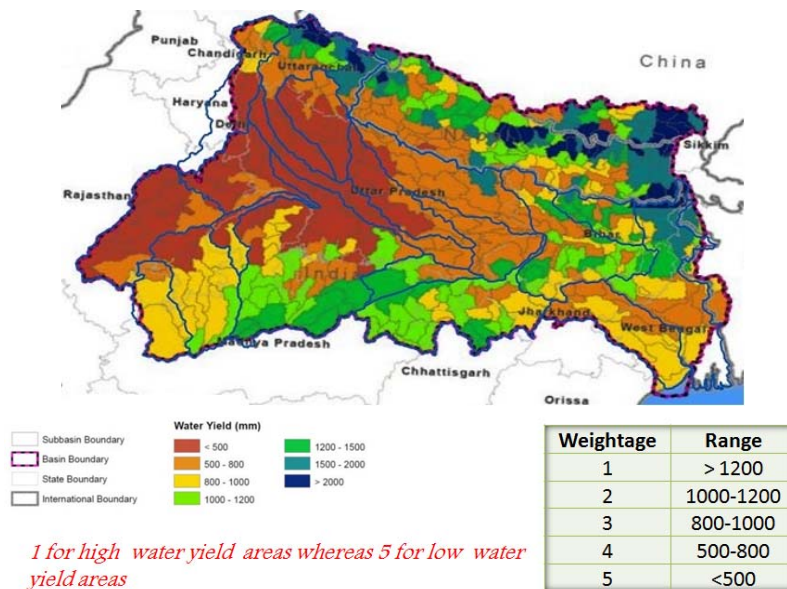 Punjab
Chandigarh
China
Uttaranchal
Haryana
Delhi
Nepal
Sikkim
Rajasthan
Uttar Pradesh
Bihar
India
Jharkhand
West Bengal
Madhya Pradesh
Chhattisgarh
Orissa
Subbasin Boundary
Basin Boundary
State Boundary
International Boundary
Water Yield (mm)
< 500
500 - 800
800 - 1000
1000 - 1200
1200 - 1500
1500 - 2000
> 2000
Weightage Range
1 > 1200
2 1000-1200
3 800-1000
4 500-800
5 <500
1 for high water yield areas whereas 5 for low water
yield areas